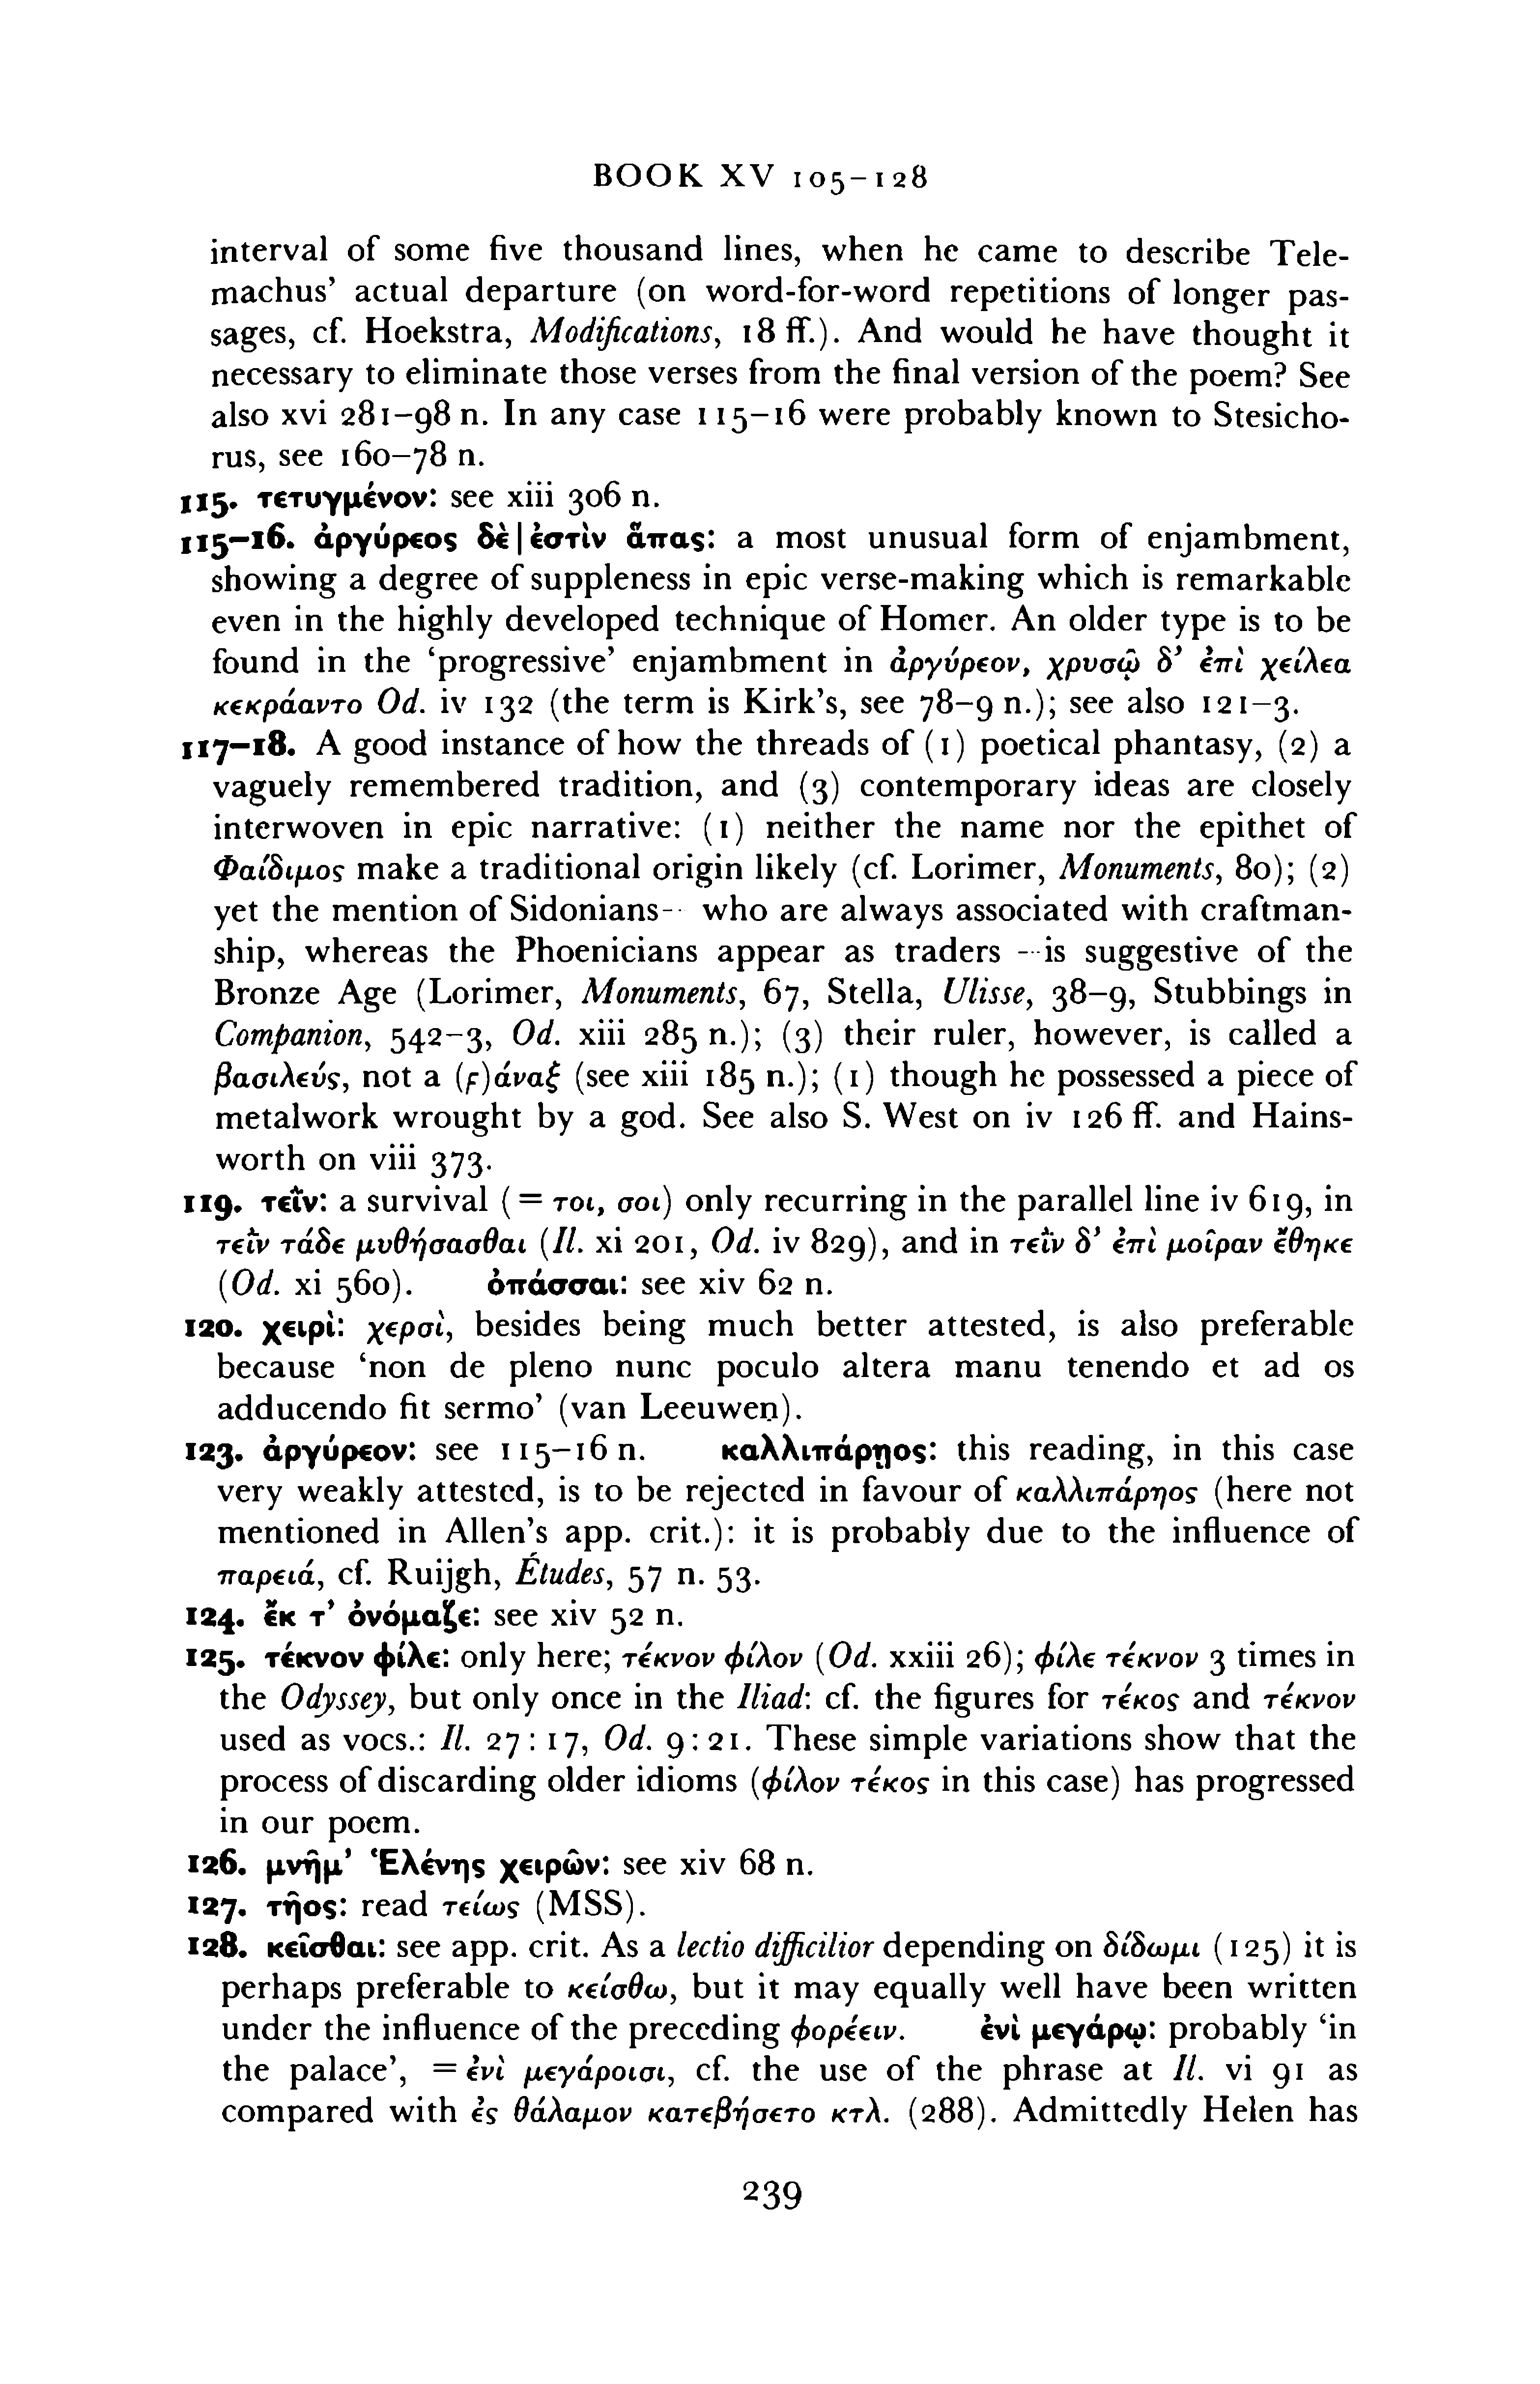 BOOK XV 105–128
interval of some five thousand lines, when he came to describe Tele-
machus’ actual departure (on word-for-word repetitions of longer pas-
sages, cf. Hoekstra, Modifications, 18 ff.). And would he have thought it
necessary to eliminate those verses from the final version of the poem? See
also xvi 281–98 n. In any case 115–16 were probably known to Stesicho-
rus, see 160–78 n.
115. τετυγμένον: see xiii 306 n.
115–16. ἀργύρεος δὲ | ἐστὶν ἅπας: a most unusual form of enjambment,
showing a degree of suppleness in epic verse-making which is remarkable
even in the highly developed technique of Homer. An older type is to be
found in the ‘progressive’ enjambment in ἀργύρεον, χρυσῷ δ’ ἐπὶ χείλεα
κεκράαντο Od. iv 132 (the term is Kirk’s, see 78–9 n.); see also 121–3.
117–18. A good instance of how the threads of (1) poetical phantasy, (2) a
vaguely remembered tradition, and (3) contemporary ideas are closely
interwoven in epic narrative: (1) neither the name nor the epithet of
Φαίδιμος make a traditional origin likely (cf. Lorimer, Monuments, 80); (2)
yet the mention of Sidonians–– who are always associated with craftman-
ship, whereas the Phoenicians appear as traders ––is suggestive of the
Bronze Age (Lorimer, Monuments, 67, Stella, Ulisse, 38–9, Stubbings in
Companion, 542–3, Od. xiii 285 n.); (3) their ruler, however, is called a
βασιλεύς, not a (ϝ)άναξ (see xiii 185 n.); (1) though he possessed a piece of
metalwork wrought by a god. See also S. West on iv 126 ff. and Hains-
worth on viii 373.
119. τεῒν: a survival (= τοι, σοι) only recurring in the parallel line iv 619, in
τεῒν τάδε μυθήσασθαι (Il. xi 201, Od. iv 829), and in τεῒν δ’ ἐπὶ μοῖραν ἔθηκε
(Od. xi 560). ὀπάσσαι: see xiv 62 n.
120. χειρὶ: χερσὶ, besides being much better attested, is also preferable
because ‘non de pleno nunc poculo altera manu tenendo et ad os
adducendo fit sermo’ (van Leeuwen).
123. ἀργύρεον: see 115–16 n. καλλιπάρῃος: this reading, in this case
very weakly attested, is to be rejected in favour of καλλιπάρηος (here not
mentioned in Allen’s app. crit.): it is probably due to the influence of
παρειά, cf. Ruijgh, Études, 57 n. 53.
124. ἔκ τ’ ὀνόμαζε: see xiv 52 n.
125. τέκνον φίλε: only here; τέκνον φίλον (Od. xxiii 26); φίλε τέκνον 3 times in
the Odyssey, but only once in the Iliad: cf. the figures for τέκος and τέκνον
used as vocs.: Il. 27 : 17, Od. 9 : 21. These simple variations show that the
process of discarding older idioms (φίλον τέκος in this case) has progressed
in our poem.
126. μνῆμ’ Ἑλένης χειρῶν: see xiv 68 n.
127. τῆος: read τείως (MSS).
128. κεῖσθαι: see app. crit. As a lectio difficilior depending on δίδωμι (125) it is
perhaps preferable to κείσθω, but it may equally well have been written
under the influence of the preceding φορέειν. ἐνὶ μεγάρῳ: probably ‘in
the palace’, = ἐνὶ μεγάροισι, cf. the use of the phrase at Il. vi 91 as
compared with ἐς θάλαμον κατεβήσετο κτλ. (288). Admittedly Helen has
239